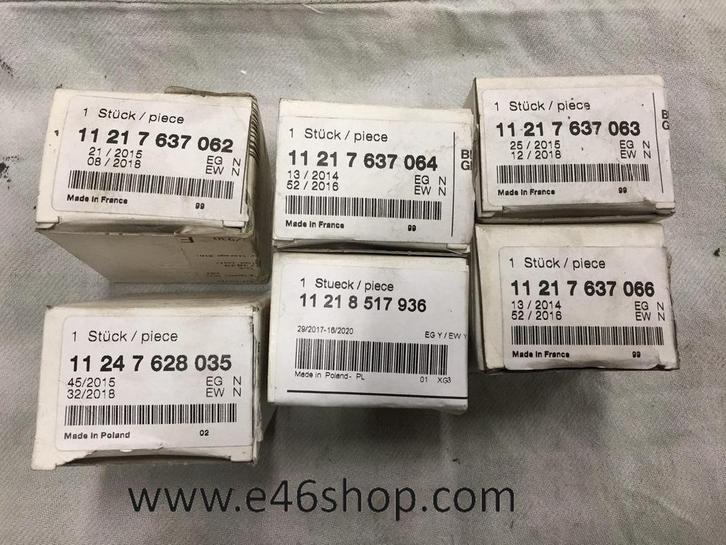 1 Stück / piece
11 21 7 637 062
21 / 2015 EG N
08 / 2018 EW N
Made in France 99
1 Stück / piece
11 21 7 637 064
13 / 2014 EG N
52 / 2016 EW N
Made in France 99
1 Stück / piece
11 21 7 637 063
25 / 2015 EG N
12 / 2018 EW N
Made in France 99
1 Stück / piece
11 24 7 628 035
45/2015 EG N
32/2018 EW N
Made in Poland 02
1 Stueck / piece
11 21 8 517 936
29/2017-16/2020 EG Y / EW Y
Made in Poland- PL 01 XG3
1 Stück / piece
11 21 7 637 066
13 / 2014 EG N
52 / 2016 EW N
Made in France 99
www.e46shop.com